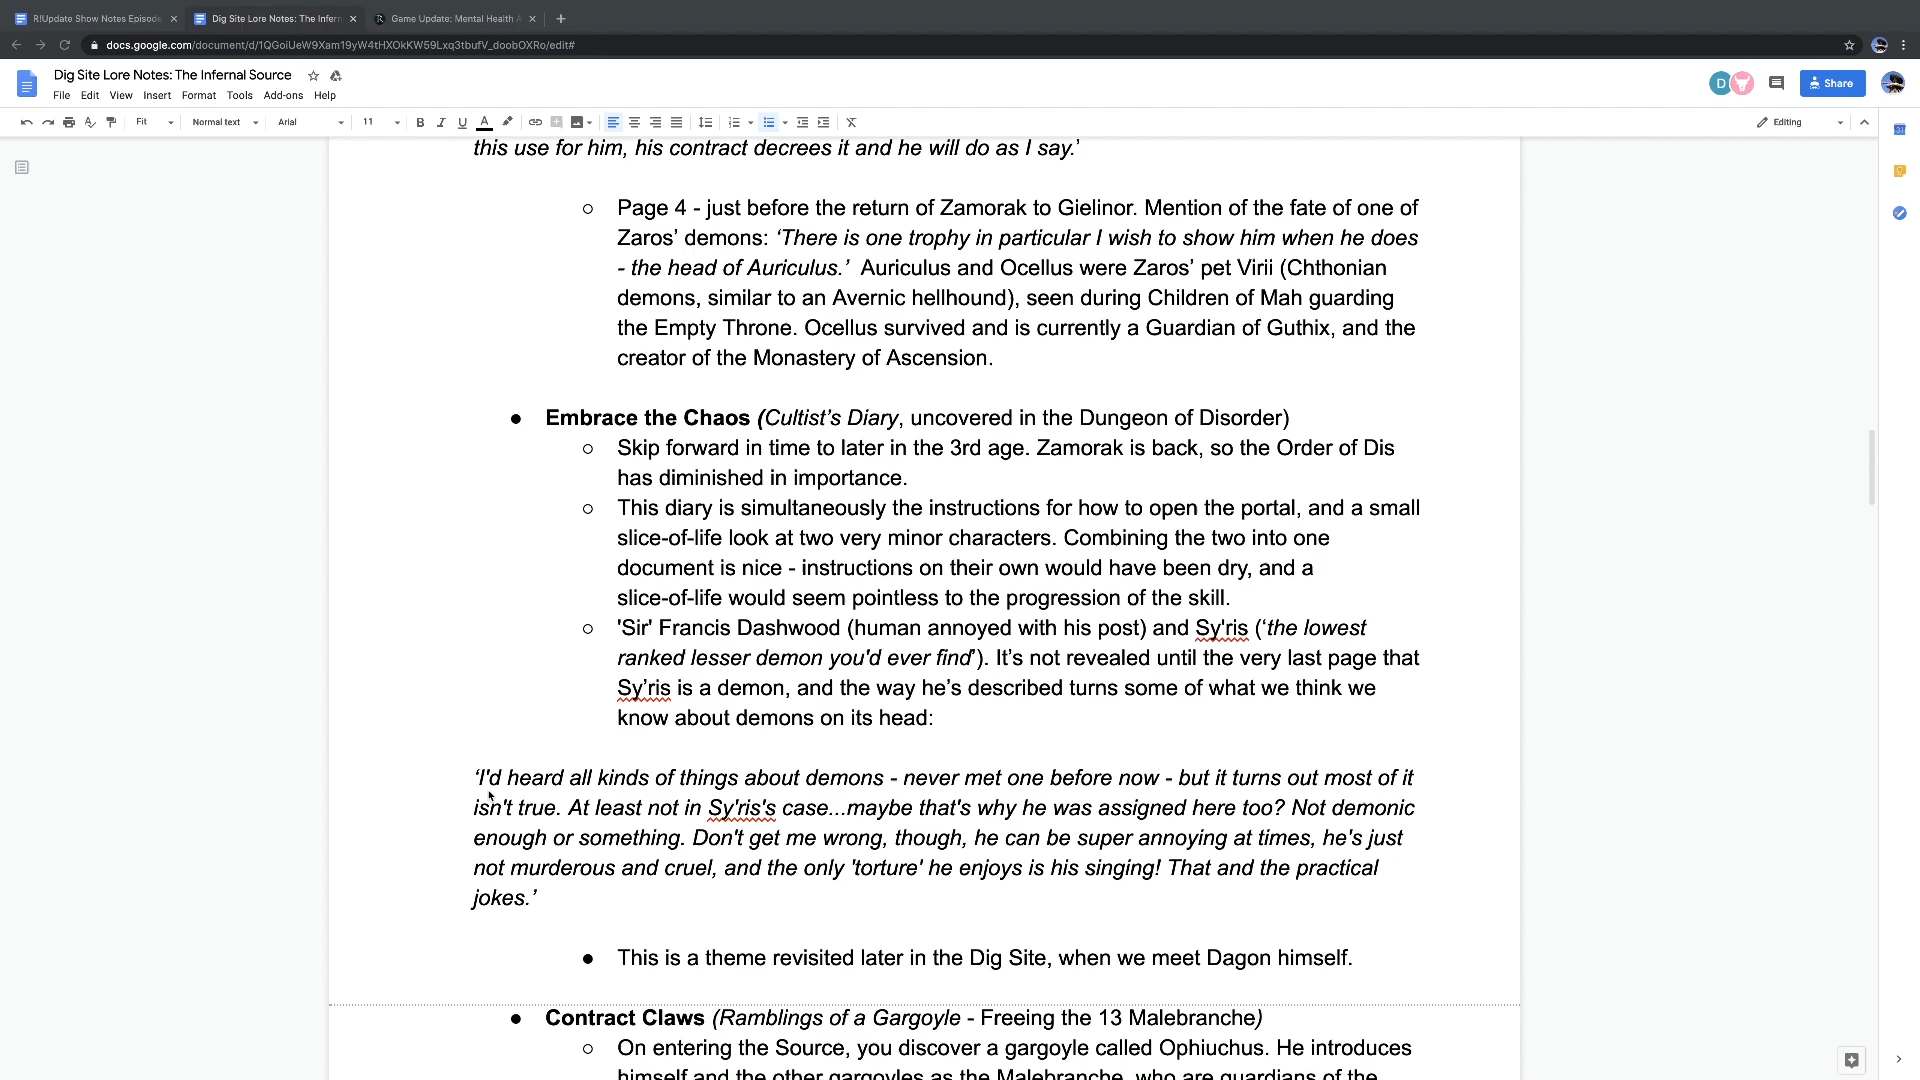 R!Update Show Notes Episode
Dig Site Lore Notes: The Infern
Game Update: Mental Health A
docs.google.com/document/d/1QGoiUeW9Xam19yW4tHXOkKW59Lxq3tbufV_doobOXRo/edit#
Dig Site Lore Notes: The Infernal Source
File Edit View Insert Format Tools Add-ons Help
D
Share
Fit Normal text Arial 11 B I U A Editing
31
this use for him, his contract decrees it and he will do as I say.’
○ Page 4 - just before the return of Zamorak to Gielinor. Mention of the fate of one of
Zaros’ demons: ‘There is one trophy in particular I wish to show him when he does
- the head of Auriculus.’ Auriculus and Ocellus were Zaros’ pet Virii (Chthonian
demons, similar to an Avernic hellhound), seen during Children of Mah guarding
the Empty Throne. Ocellus survived and is currently a Guardian of Guthix, and the
creator of the Monastery of Ascension.
● Embrace the Chaos (Cultist’s Diary, uncovered in the Dungeon of Disorder)
○ Skip forward in time to later in the 3rd age. Zamorak is back, so the Order of Dis
has diminished in importance.
○ This diary is simultaneously the instructions for how to open the portal, and a small
slice-of-life look at two very minor characters. Combining the two into one
document is nice - instructions on their own would have been dry, and a
slice-of-life would seem pointless to the progression of the skill.
○ 'Sir' Francis Dashwood (human annoyed with his post) and Sy'ris (‘the lowest
ranked lesser demon you'd ever find’). It’s not revealed until the very last page that
Sy’ris is a demon, and the way he’s described turns some of what we think we
know about demons on its head:
‘I'd heard all kinds of things about demons - never met one before now - but it turns out most of it
isn't true. At least not in Sy'ris's case...maybe that's why he was assigned here too? Not demonic
enough or something. Don't get me wrong, though, he can be super annoying at times, he's just
not murderous and cruel, and the only 'torture' he enjoys is his singing! That and the practical
jokes.’
● This is a theme revisited later in the Dig Site, when we meet Dagon himself.
● Contract Claws (Ramblings of a Gargoyle - Freeing the 13 Malebranche)
○ On entering the Source, you discover a gargoyle called Ophiuchus. He introduces
himself and the other gargoyles as the Malebranche, who are guardians of the